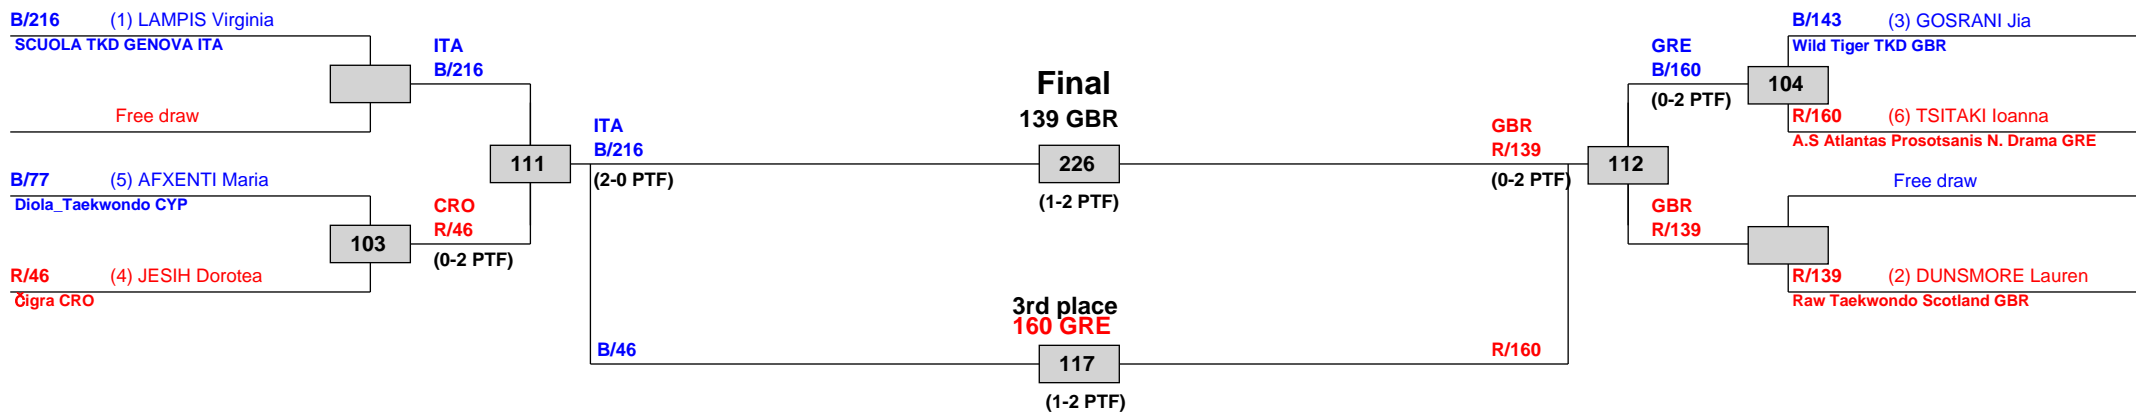 B/216 (1) LAMPIS Virginia
SCUOLA TKD GENOVA ITA
Free draw
ITA
B/216
B/77 (5) AFXENTI Maria
Diola_Taekwondo CYP
103
R/46 (4) JESIH Dorotea
Čigra CRO
CRO
R/46
(0-2 PTF)
111
ITA
B/216
(2-0 PTF)
Final
139 GBR
226
(1-2 PTF)
3rd place
160 GRE
B/46
117
R/160
(1-2 PTF)
GBR
R/139
(0-2 PTF)
112
GRE
B/160
(0-2 PTF)
GBR
R/139
B/143 (3) GOSRANI Jia
Wild Tiger TKD GBR
104
R/160 (6) TSITAKI Ioanna
A.S Atlantas Prosotsanis N. Drama GRE
Free draw
R/139 (2) DUNSMORE Lauren
Raw Taekwondo Scotland GBR